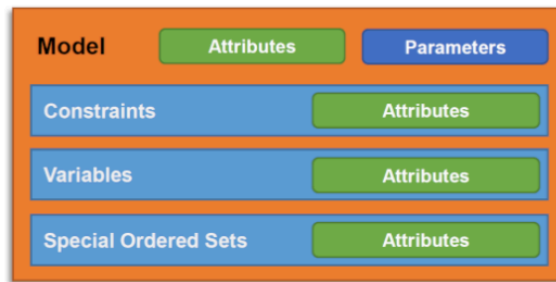 Model Attributes Parameters
Constraints Attributes
Variables Attributes
Special Ordered Sets Attributes